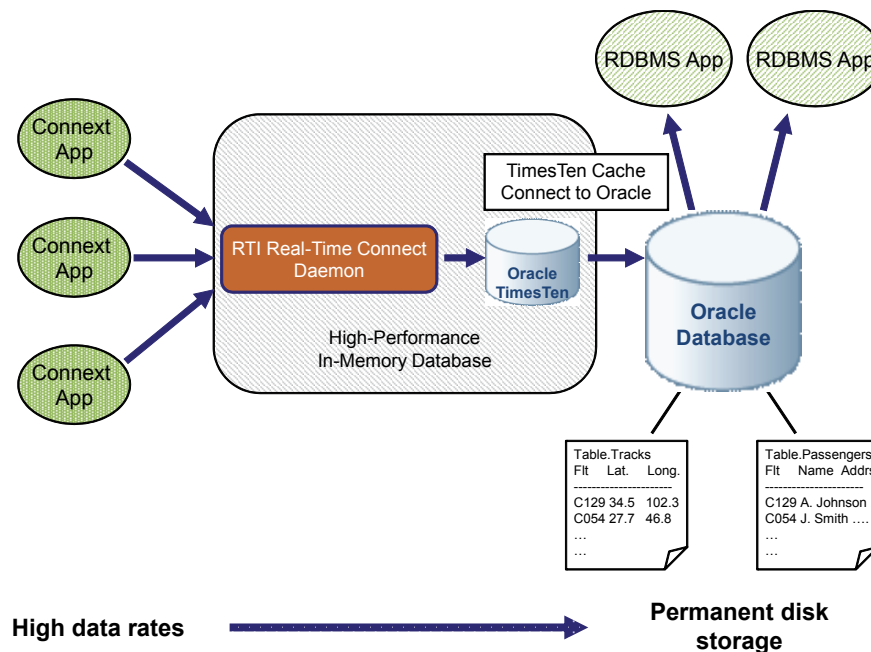 RDBMS App
RDBMS App
Connext
App
TimesTen Cache
Connect to Oracle
Connext
App
RTI Real-Time Connect
Daemon
Oracle
TimesTen
Oracle
Database
High-Performance
In-Memory Database
Connext
App
Table.Tracks
Flt Lat. Long.
-----------------------
C129 34.5 102.3
C054 27.7 46.8
…
…
Table.Passengers
Flt Name Addrs
-----------------------
C129 A. Johnson
C054 J. Smith ….
…
…
High data rates
Permanent disk
storage